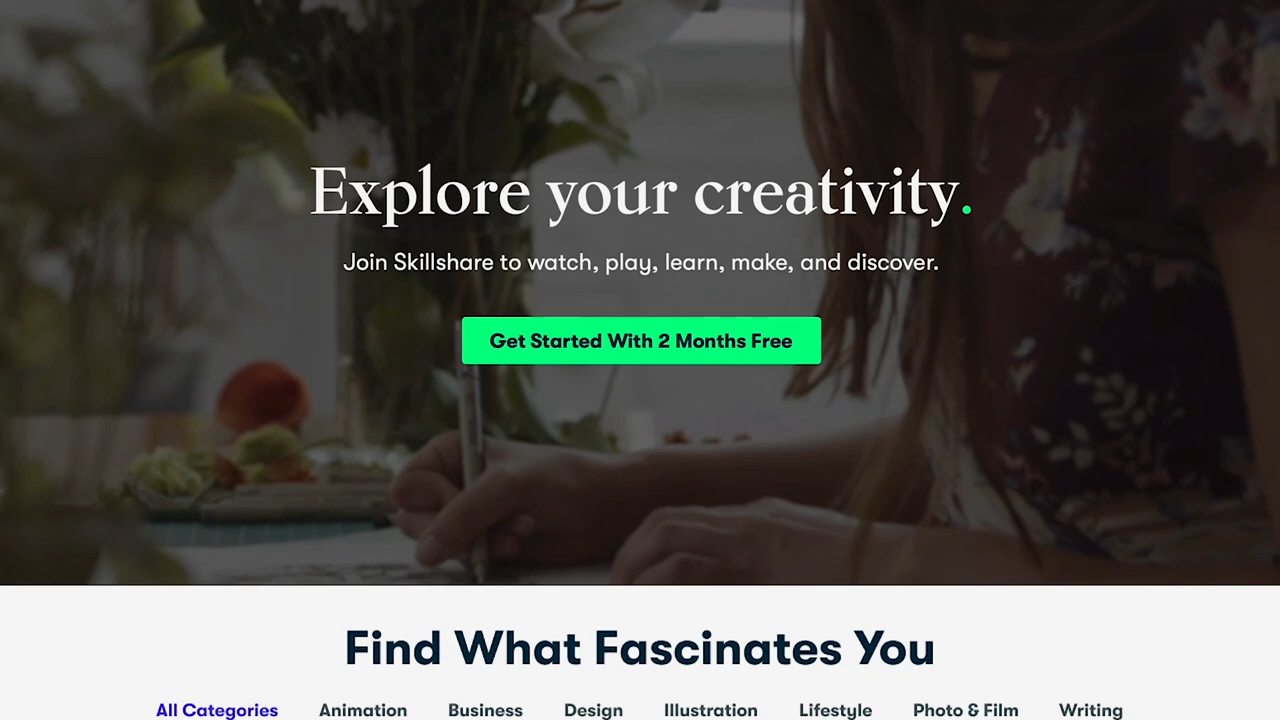 Explore your creativity.
Join Skillshare to watch, play, learn, make, and discover.
Get Started With 2 Months Free
Find What Fascinates You
All Categories Animation Business Design Illustration Lifestyle Photo & Film Writing